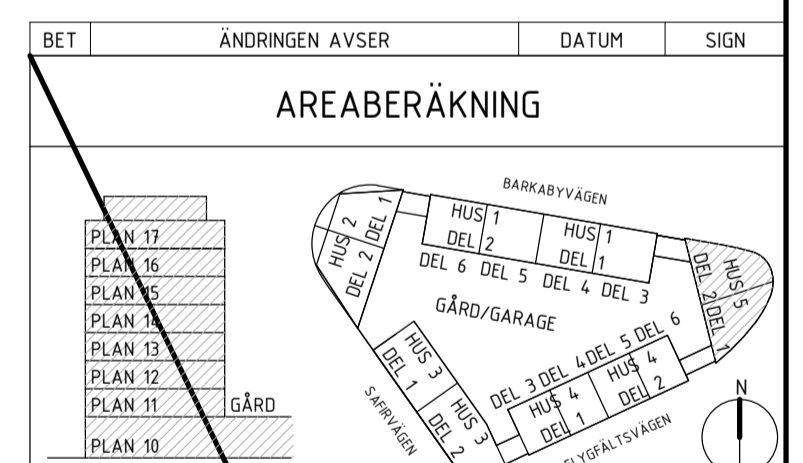 BET ÄNDRINGEN AVSER DATUM SIGN
AREABERÄKNING
PLAN 17
PLAN 16
PLAN 15
PLAN 14
PLAN 13
PLAN 12
PLAN 11 GÅRD
PLAN 10
BARKABYVÄGEN
HUS 2
DEL 1
DEL 2
HUS 1
DEL 2
HUS 1
DEL 1
DEL 6 DEL 5 DEL 4 DEL 3
HUS 5
DEL 2
DEL 1
GÅRD/GARAGE
HUS 3
DEL 1
HUS 3
DEL 2
SAFIRVÄGEN
DEL 3 DEL 4 DEL 5 DEL 6
HUS 4
DEL 1
HUS 4
DEL 2
FLYGFÄLTSVÄGEN
N